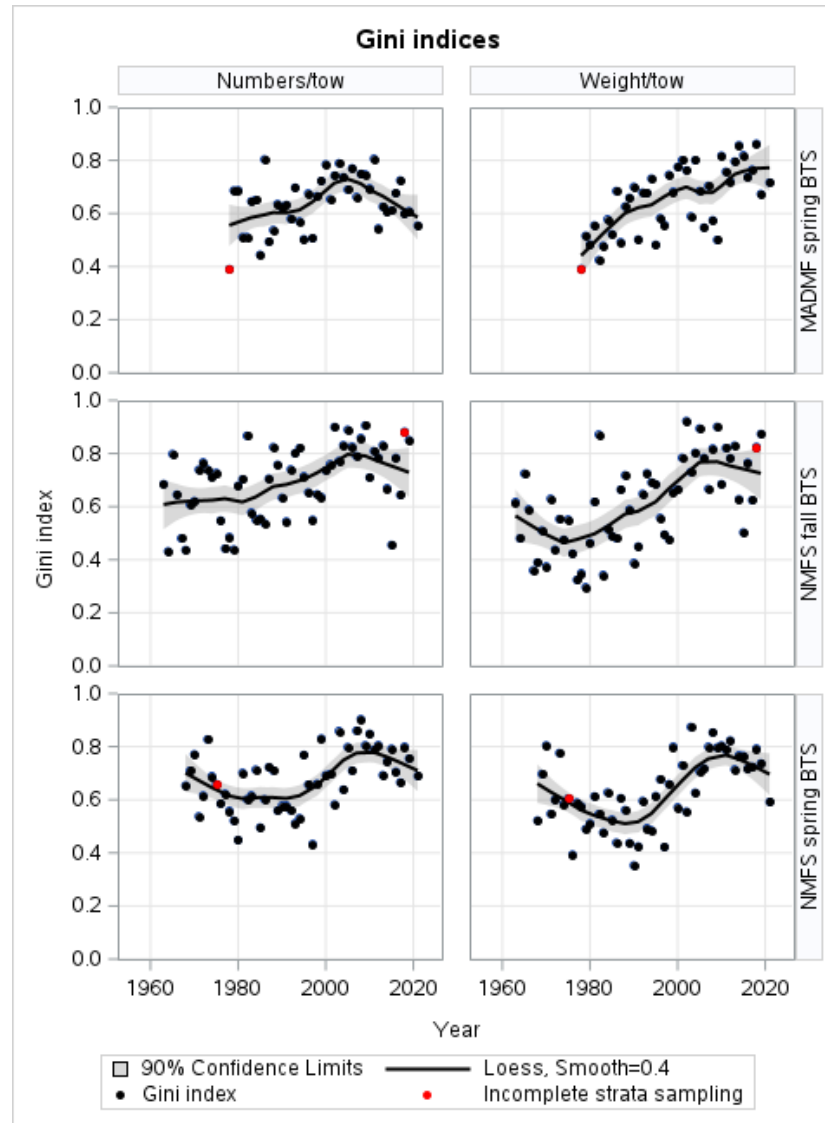 Gini indices
Numbers/tow Weight/tow
1.0
0.8
0.6
0.4
0.2
0.0
MADMF spring BTS
1.0
0.8
0.6
0.4
0.2
0.0
NMFS fall BTS
Gini index
1.0
0.8
0.6
0.4
0.2
0.0
NMFS spring BTS
1960 1980 2000 2020 1960 1980 2000 2020
Year
90% Confidence Limits Loess, Smooth=0.4
Gini index Incomplete strata sampling